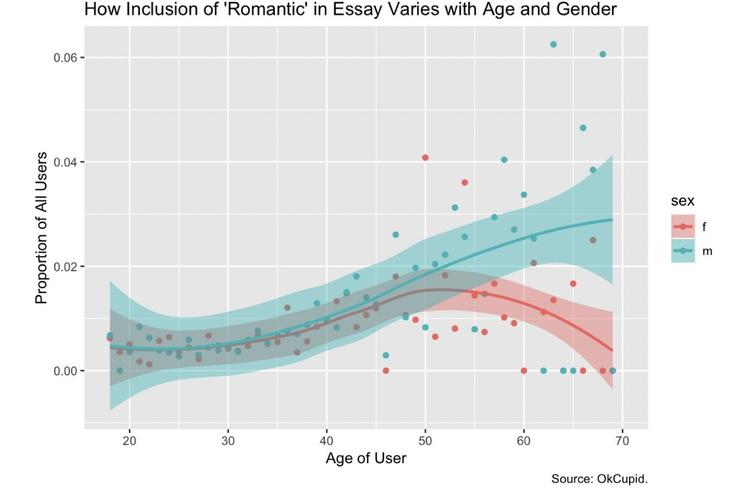 How Inclusion of 'Romantic' in Essay Varies with Age and Gender
0.06
0.04
0.02
0.00
Proportion of All Users
20 30 40 50 60 70
Age of User
sex
f
m
Source: OkCupid.